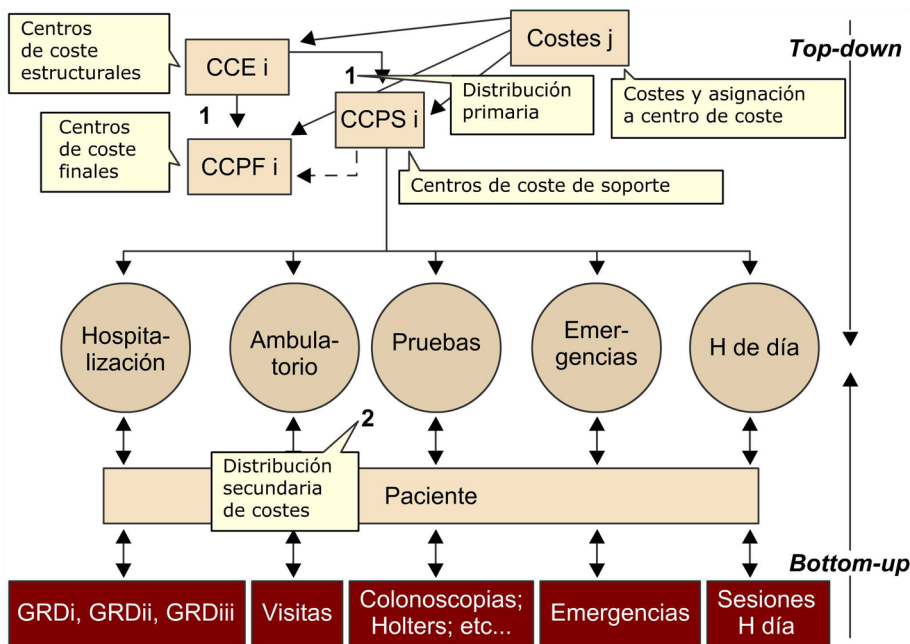 Centros
de coste
estructurales
CCE i
Costes j
Top-down
1
Distribución
primaria
Costes y asignación
a centro de coste
1
CCPS i
Centros
de coste
finales
CCPF i
Centros de coste de soporte
Hospita-
lización
Ambula-
torio
Pruebas
Emer-
gencias
H de día
2
Distribución
secundaria
de costes
Paciente
Bottom-up
GRDi, GRDii, GRDiii
Visitas
Colonoscopias;
Holters; etc...
Emergencias
Sesiones
H día